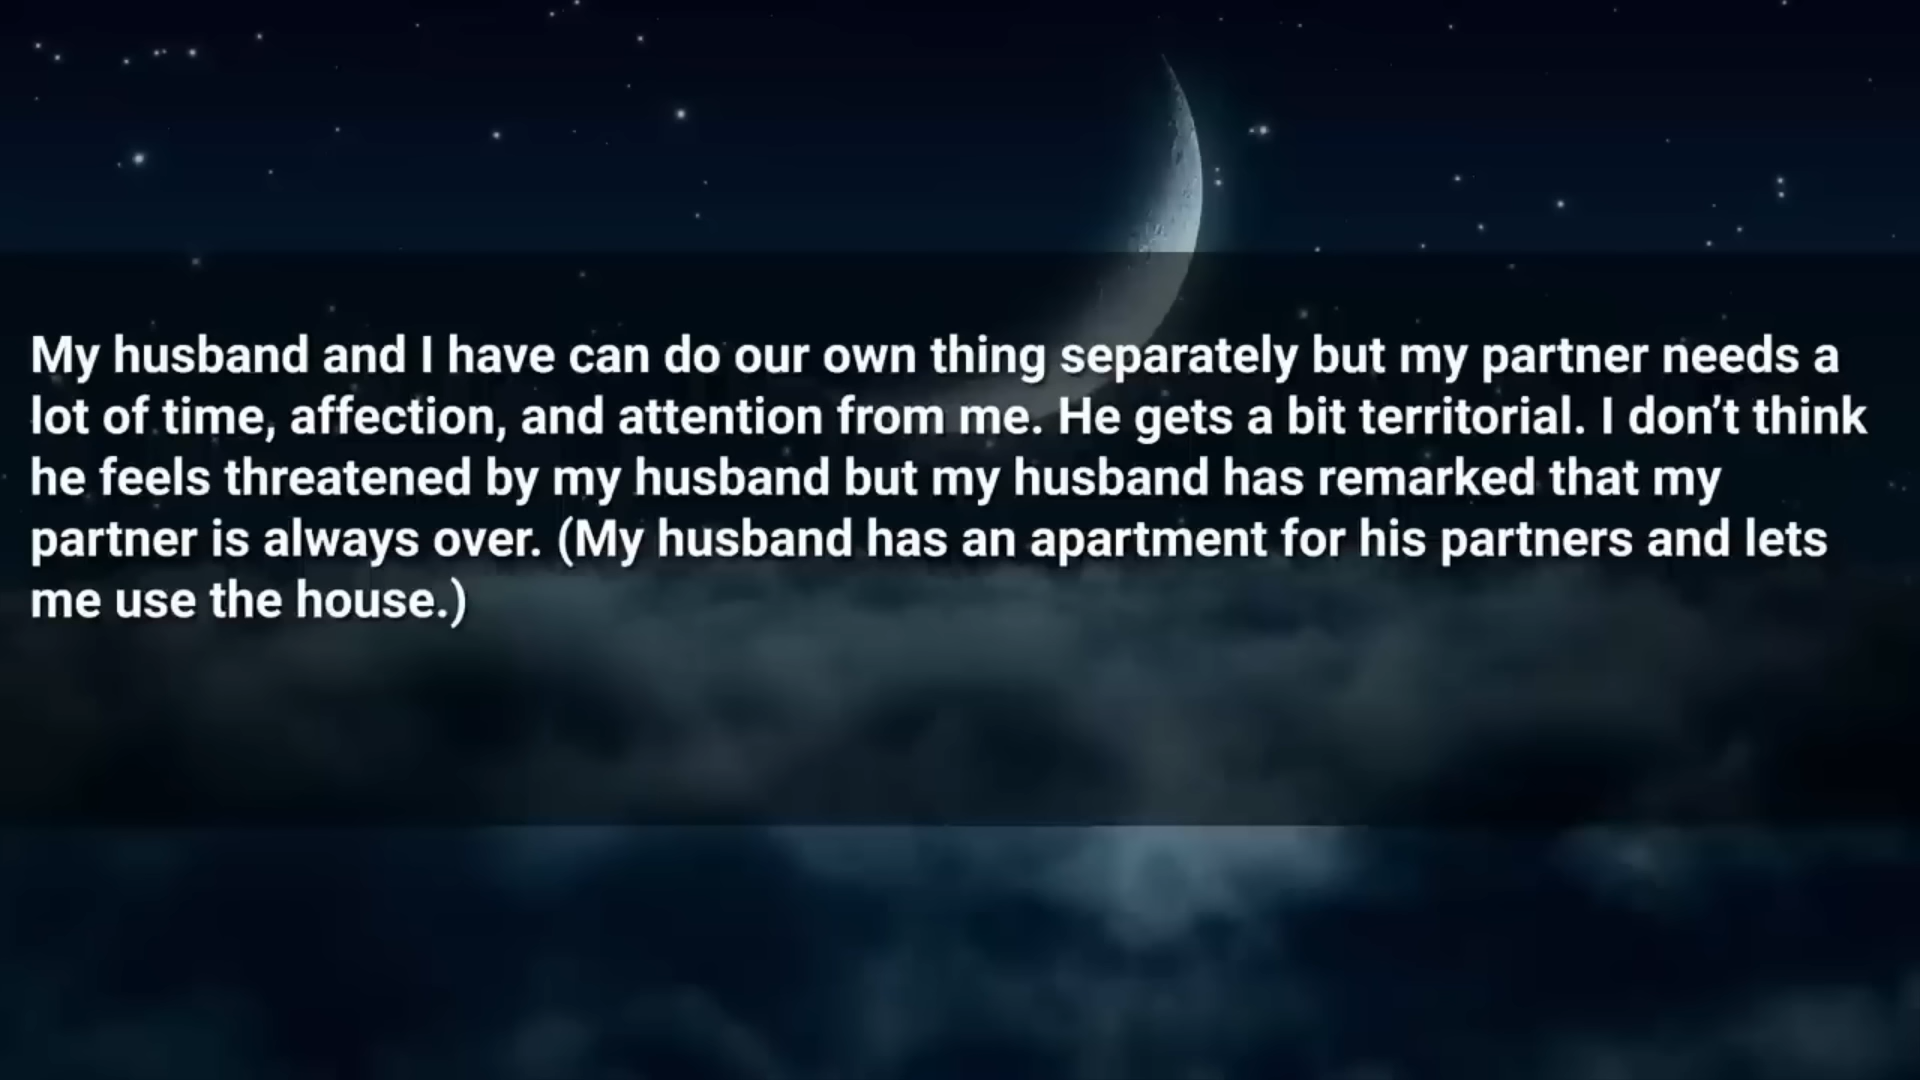 My husband and I have can do our own thing separately but my partner needs a
lot of time, affection, and attention from me. He gets a bit territorial. I don’t think
he feels threatened by my husband but my husband has remarked that my
partner is always over. (My husband has an apartment for his partners and lets
me use the house.)